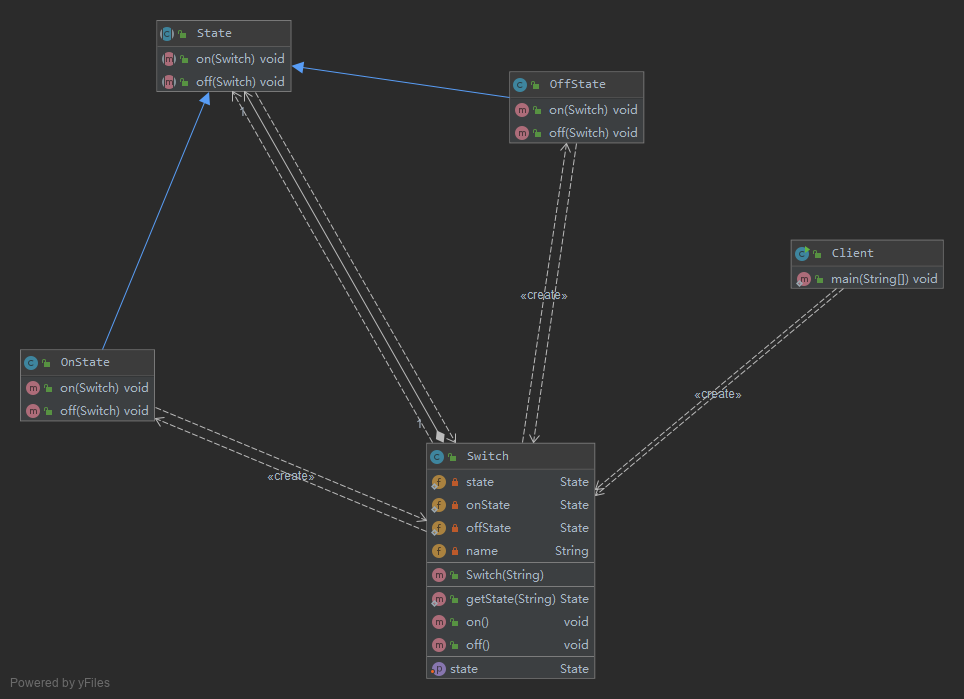 State
on(Switch) void
off(Switch) void
OffState
on(Switch) void
off(Switch) void
Client
main(String[]) void
«create»
1
OnState
on(Switch) void
off(Switch) void
«create»
«create»
1
Switch
state State
onState State
offState State
name String
Switch(String)
getState(String) State
on() void
off() void
state State
Powered by yFiles